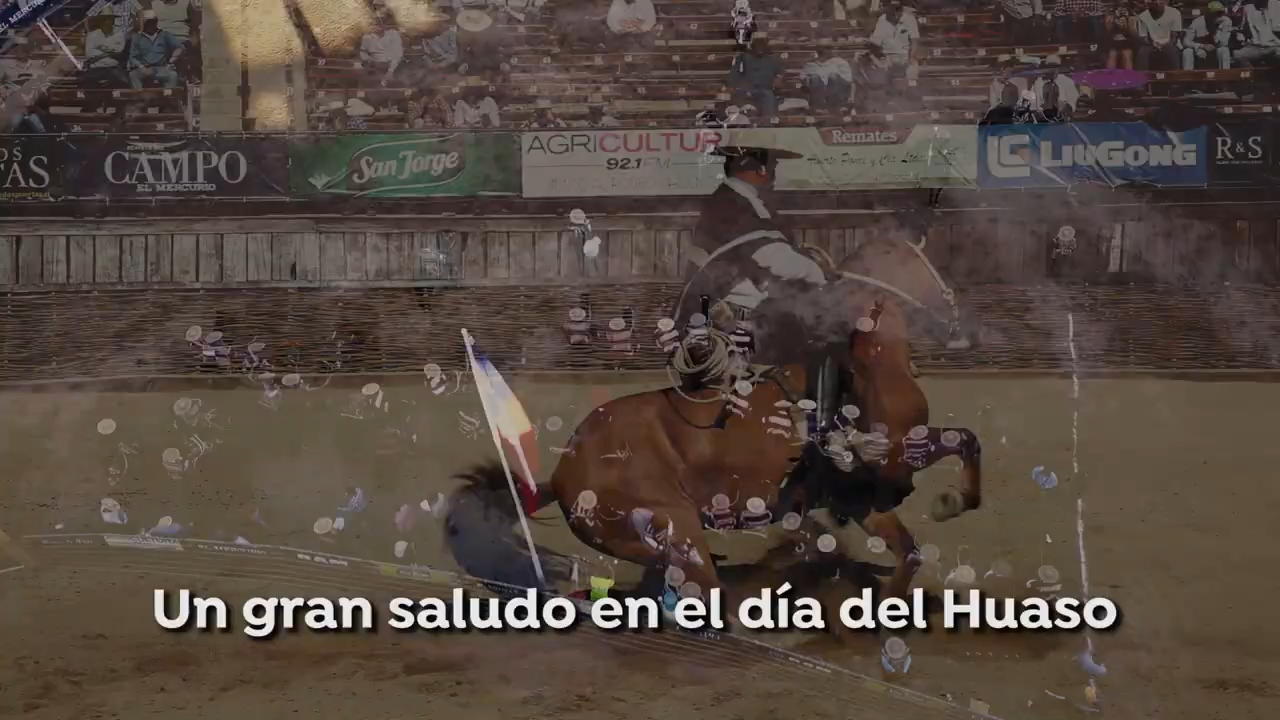 CAMPO
EL MERCURIO
San Jorge
AGRICULTUR
92.1 FM
Remates
LIUGONG
R&S
Un gran saludo en el día del Huaso